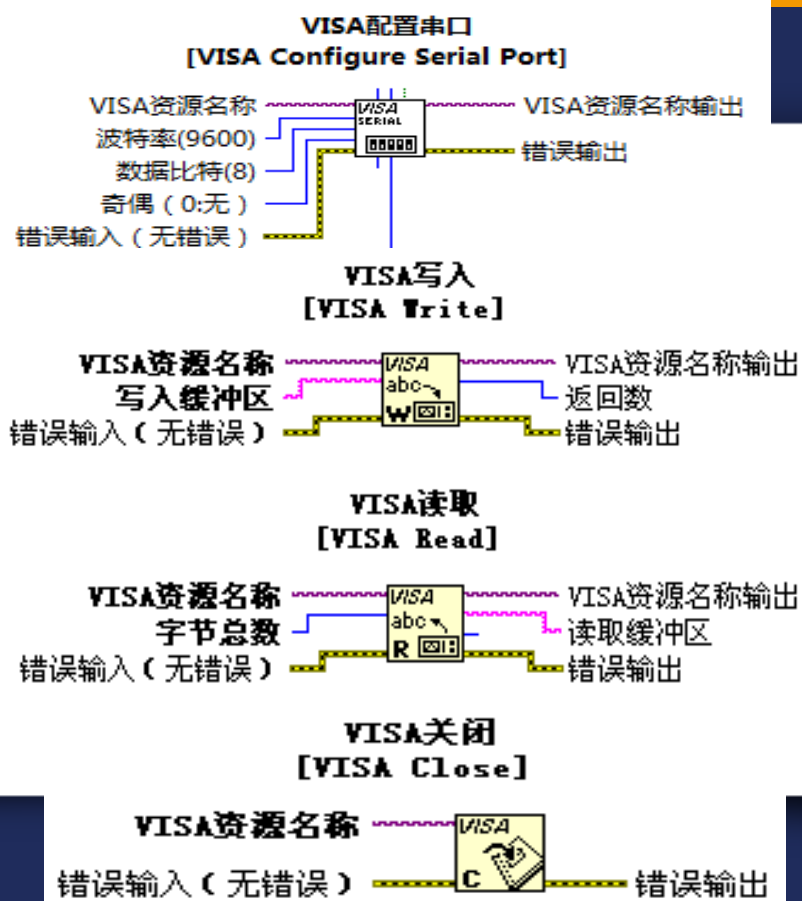 VISA配置串口
[VISA Configure Serial Port]
VISA资源名称 VISA SERIAL VISA资源名称输出
波特率(9600)
数据比特(8)
奇偶（0:无）
错误输入（无错误） 错误输出
VISA写入
[VISA Write]
VISA资源名称 VISA VISA资源名称输出
写入缓冲区 abc 返回数
错误输入（无错误） W 错误输出
VISA读取
[VISA Read]
VISA资源名称 VISA VISA资源名称输出
字节总数 abc 读取缓冲区
错误输入（无错误） R 错误输出
VISA关闭
[VISA Close]
VISA资源名称 VISA
错误输入（无错误） C 错误输出